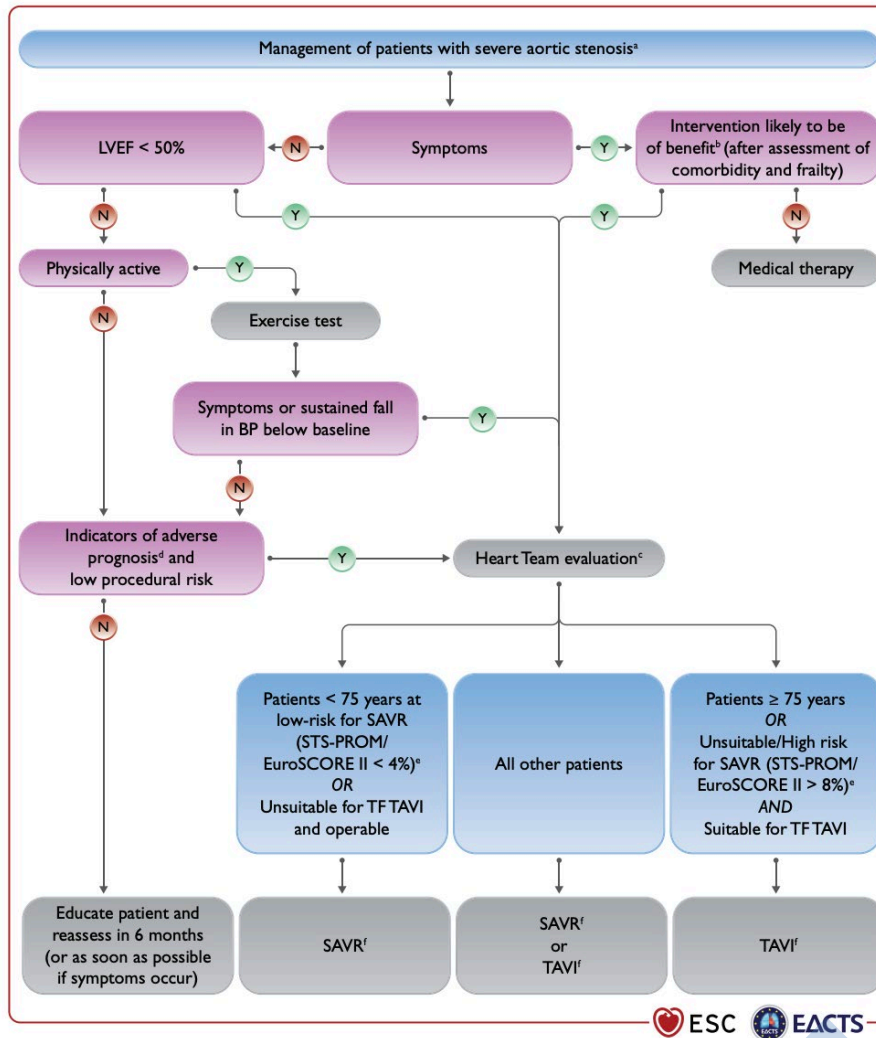 Management of patients with severe aortic stenosisᵃ
LVEF < 50%
N
Symptoms
Y
Intervention likely to be
of benefitᵇ (after assessment of
comorbidity and frailty)
N
Y
Y
N
Physically active
Y
Medical therapy
Exercise test
N
Symptoms or sustained fall
in BP below baseline
Y
N
Indicators of adverse
prognosisᵈ and
low procedural risk
Y
Heart Team evaluationᶜ
N
Patients < 75 years at
low-risk for SAVR
(STS-PROM/
EuroSCORE II < 4%)ᵉ
OR
Unsuitable for TF TAVI
and operable
All other patients
Patients ≥ 75 years
OR
Unsuitable/High risk
for SAVR (STS-PROM/
EuroSCORE II > 8%)ᵉ
AND
Suitable for TF TAVI
Educate patient and
reassess in 6 months
(or as soon as possible
if symptoms occur)
SAVRᶠ
SAVRᶠ
or
TAVIᶠ
TAVIᶠ
ESC
EACTS